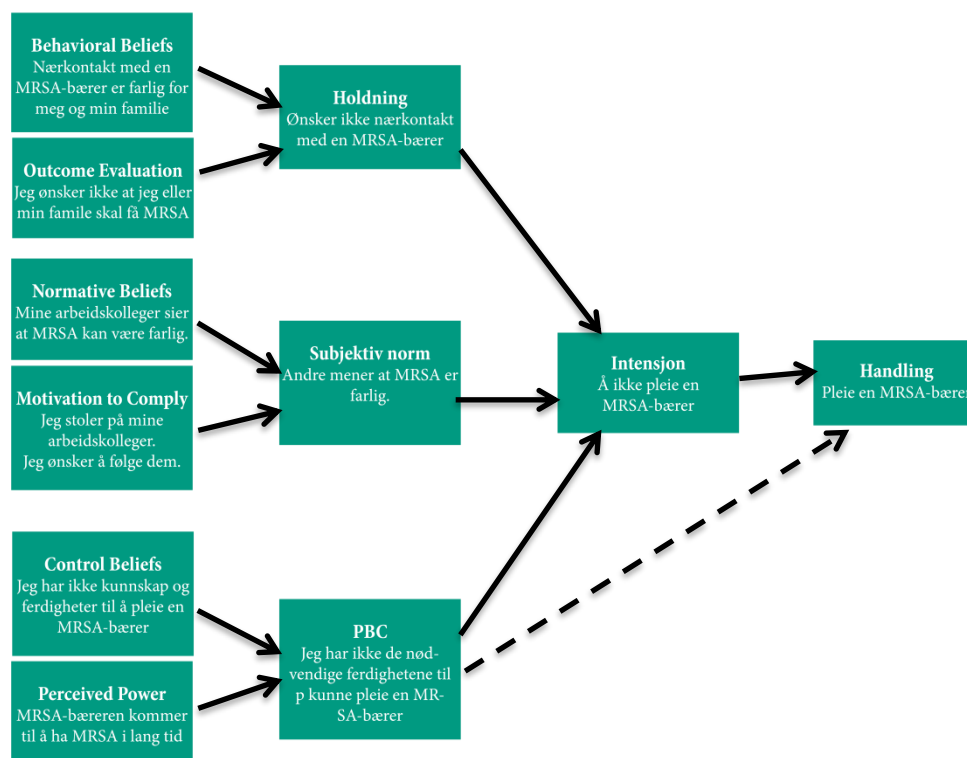 Behavioral Beliefs
Nærkontakt med en
MRSA-bærer er farlig for
meg og min familie
Outcome Evaluation
Jeg ønsker ikke at jeg eller
min famile skal få MRSA
Holdning
Ønsker ikke nærkontakt
med en MRSA-bærer
Normative Beliefs
Mine arbeidskolleger sier
at MRSA kan være farlig.
Motivation to Comply
Jeg stoler på mine
arbeidskolleger.
Jeg ønsker å følge dem.
Subjektiv norm
Andre mener at MRSA er
farlig.
Intensjon
Å ikke pleie en
MRSA-bærer
Handling
Pleie en MRSA-bærer
Control Beliefs
Jeg har ikke kunnskap og
ferdigheter til å pleie en
MRSA-bærer
Perceived Power
MRSA-bæreren kommer
til å ha MRSA i lang tid
PBC
Jeg har ikke de nød-
vendige ferdighetene til
p kunne pleie en MR-
SA-bærer